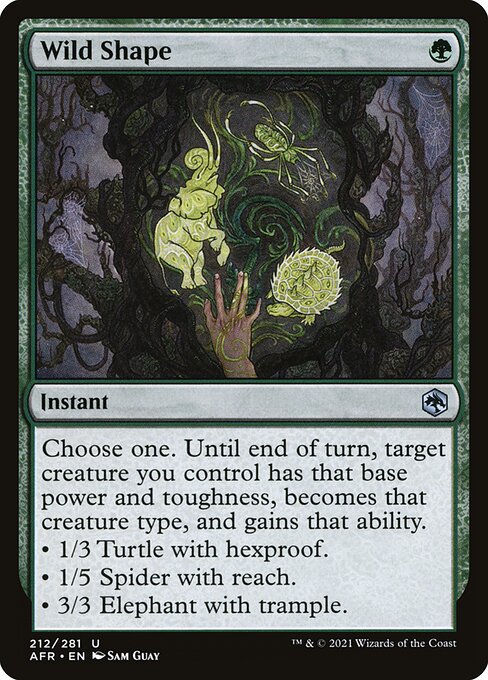 Wild Shape
Instant
Choose one. Until end of turn, target
creature you control has that base
power and toughness, becomes that
creature type, and gains that ability.
• 1/3 Turtle with hexproof.
• 1/5 Spider with reach.
• 3/3 Elephant with trample.
212/281 U
AFR • EN Sam Guay
™ & © 2021 Wizards of the Coast